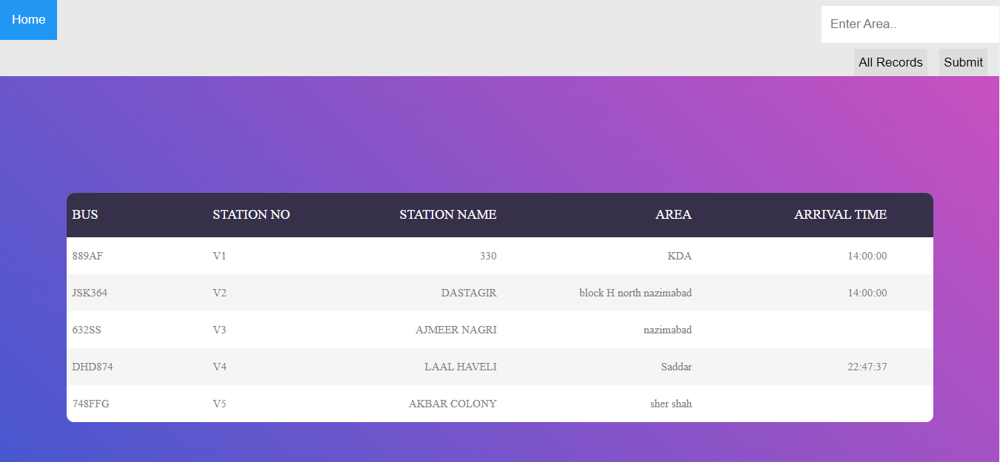 Home
Enter Area..
All Records Submit
BUS STATION NO STATION NAME AREA ARRIVAL TIME
889AF V1 330 KDA 14:00:00
JSK364 V2 DASTAGIR block H north nazimabad 14:00:00
632SS V3 AJMEER NAGRI nazimabad
DHD874 V4 LAAL HAVELI Saddar 22:47:37
748FFG V5 AKBAR COLONY sher shah